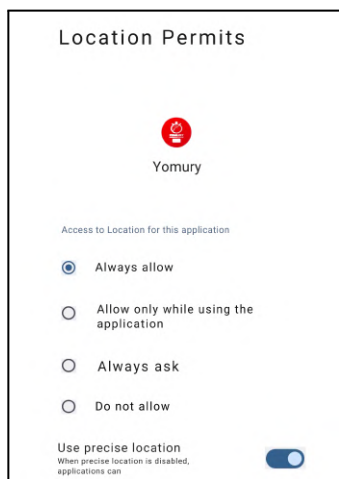 Location Permits
Yomury
Access to Location for this application
Always allow
Allow only while using the
application
Always ask
Do not allow
Use precise location
When precise location is disabled,
applications can